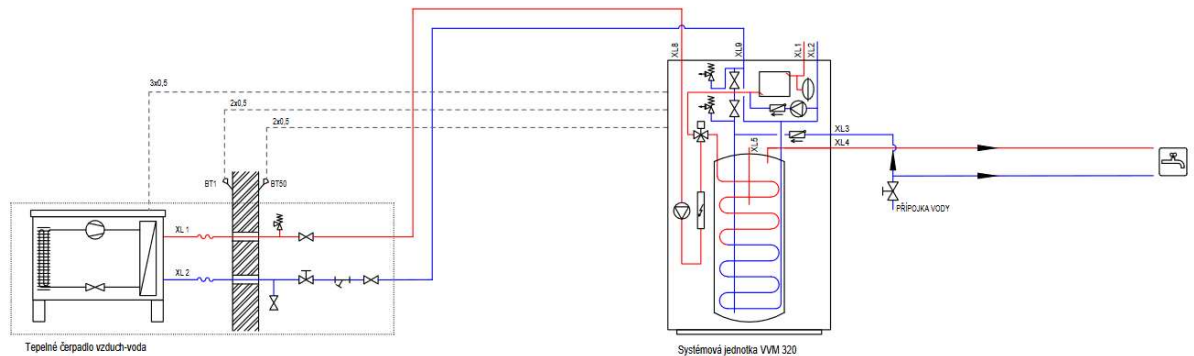 XL8
XL9
XL1
XL2
3x0,5
2x0,5
2x0,5
XL3
XL4
XL5
BT1
BT50
PŘÍPOJKA VODY
XL 1
XL 2
Tepelné čerpadlo vzduch-voda
Systémová jednotka VVM 320